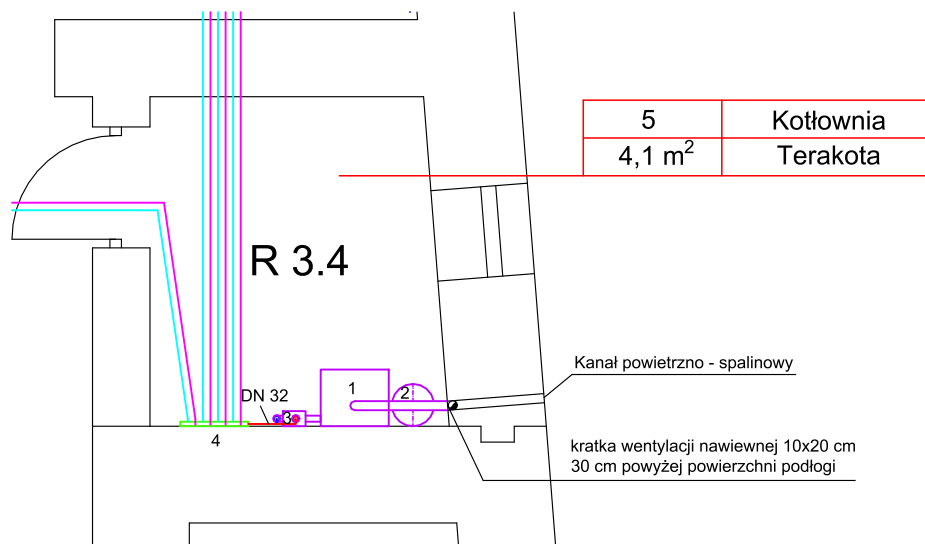 5 Kotłownia
4,1 m² Terakota
R 3.4
Kanał powietrzno - spalinowy
1
2
DN 32
3
4
kratka wentylacji nawiewnej 10x20 cm
30 cm powyżej powierzchni podłogi